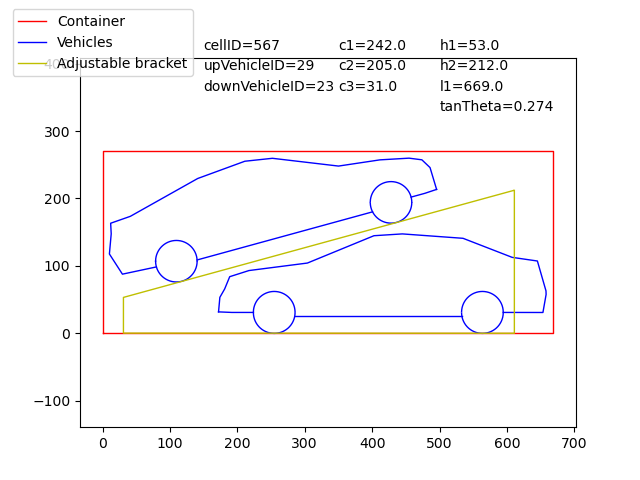 Container
Vehicles
Adjustable bracket
cellID=567 c1=242.0 h1=53.0
upVehicleID=29 c2=205.0 h2=212.0
downVehicleID=23 c3=31.0 l1=669.0
tanTheta=0.274
400
300
200
100
0
−100
0 100 200 300 400 500 600 700